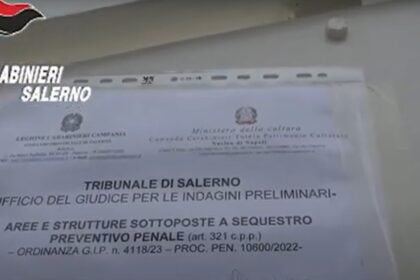 CABINIERI
SALERNO
LEGIONE CARABINIERI CAMPANIA
Ministero della cultura
Comando Carabinieri Tutela Patrimonio Culturale
Nucleo di Napoli
TRIBUNALE DI SALERNO
UFFICIO DEL GIUDICE PER LE INDAGINI PRELIMINARI-
AREE E STRUTTURE SOTTOPOSTE A SEQUESTRO
PREVENTIVO PENALE (art. 321 c.p.p.)
– ORDINANZA G.I.P. n. 4118/23 – PROC. PEN. 10600/2022-